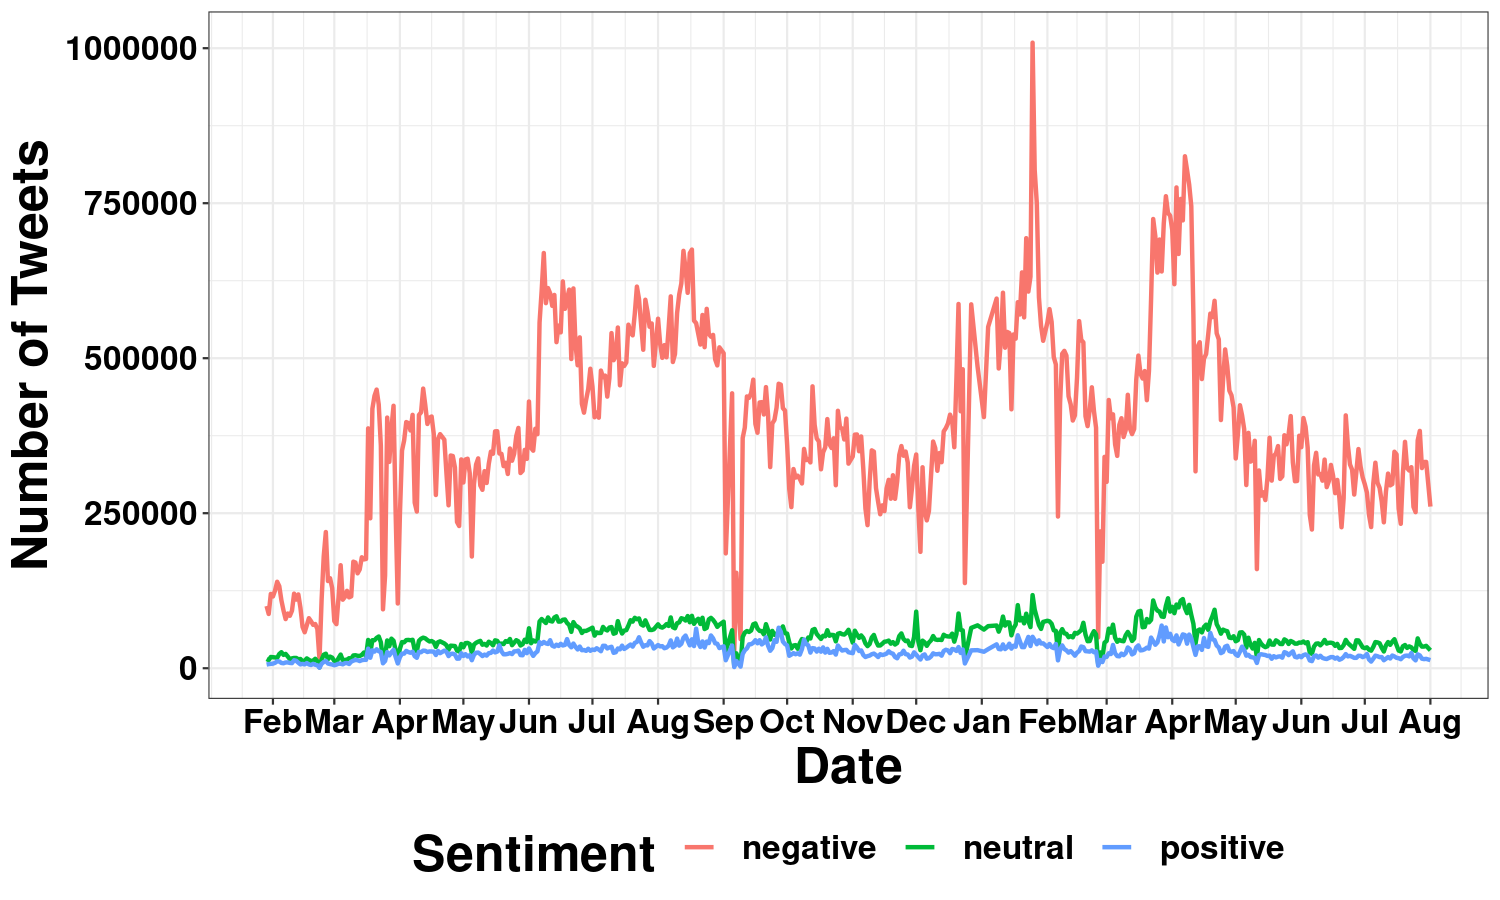 1000000
750000
500000
250000
0
Number of Tweets
Feb Mar Apr May Jun Jul Aug Sep Oct Nov Dec Jan Feb Mar Apr May Jun Jul Aug
Date
Sentiment negative neutral positive